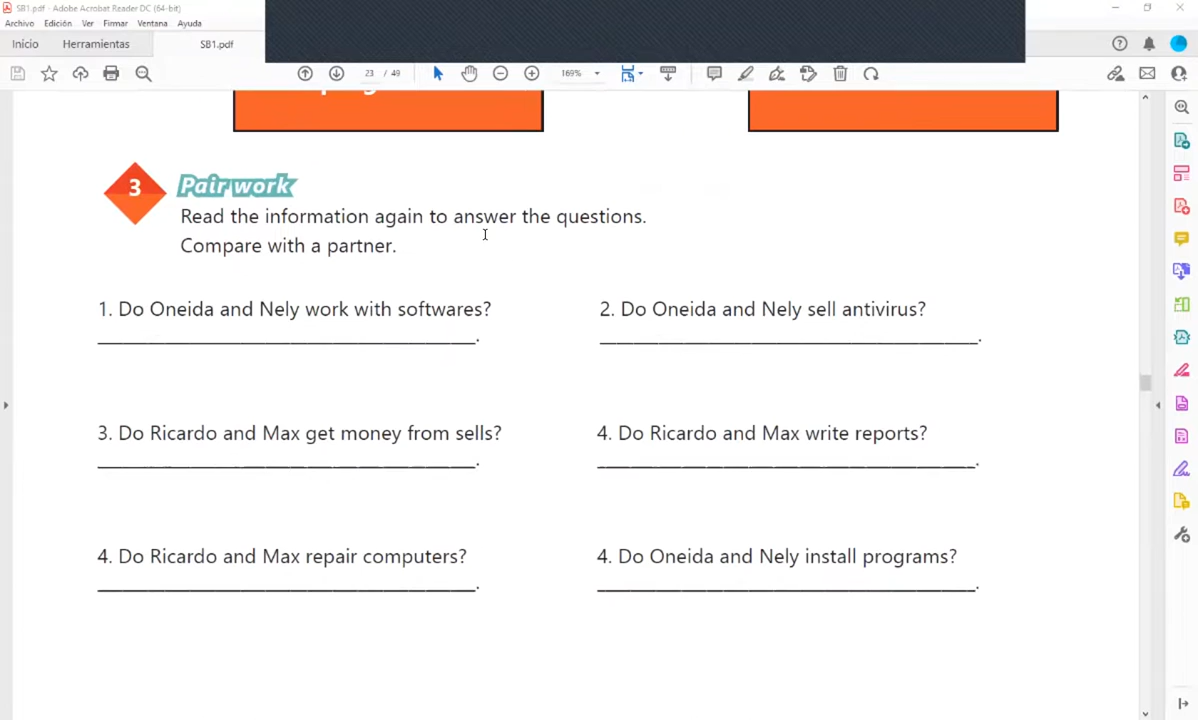 SB1.pdf - Adobe Acrobat Reader DC (64-bit)
Archivo Edición Ver Firmar Ventana Ayuda
Inicio Herramientas SB1.pdf
23 / 49 169%
3 Pair work
Read the information again to answer the questions.
Compare with a partner.
1. Do Oneida and Nely work with softwares?
2. Do Oneida and Nely sell antivirus?
3. Do Ricardo and Max get money from sells?
4. Do Ricardo and Max write reports?
4. Do Ricardo and Max repair computers?
4. Do Oneida and Nely install programs?